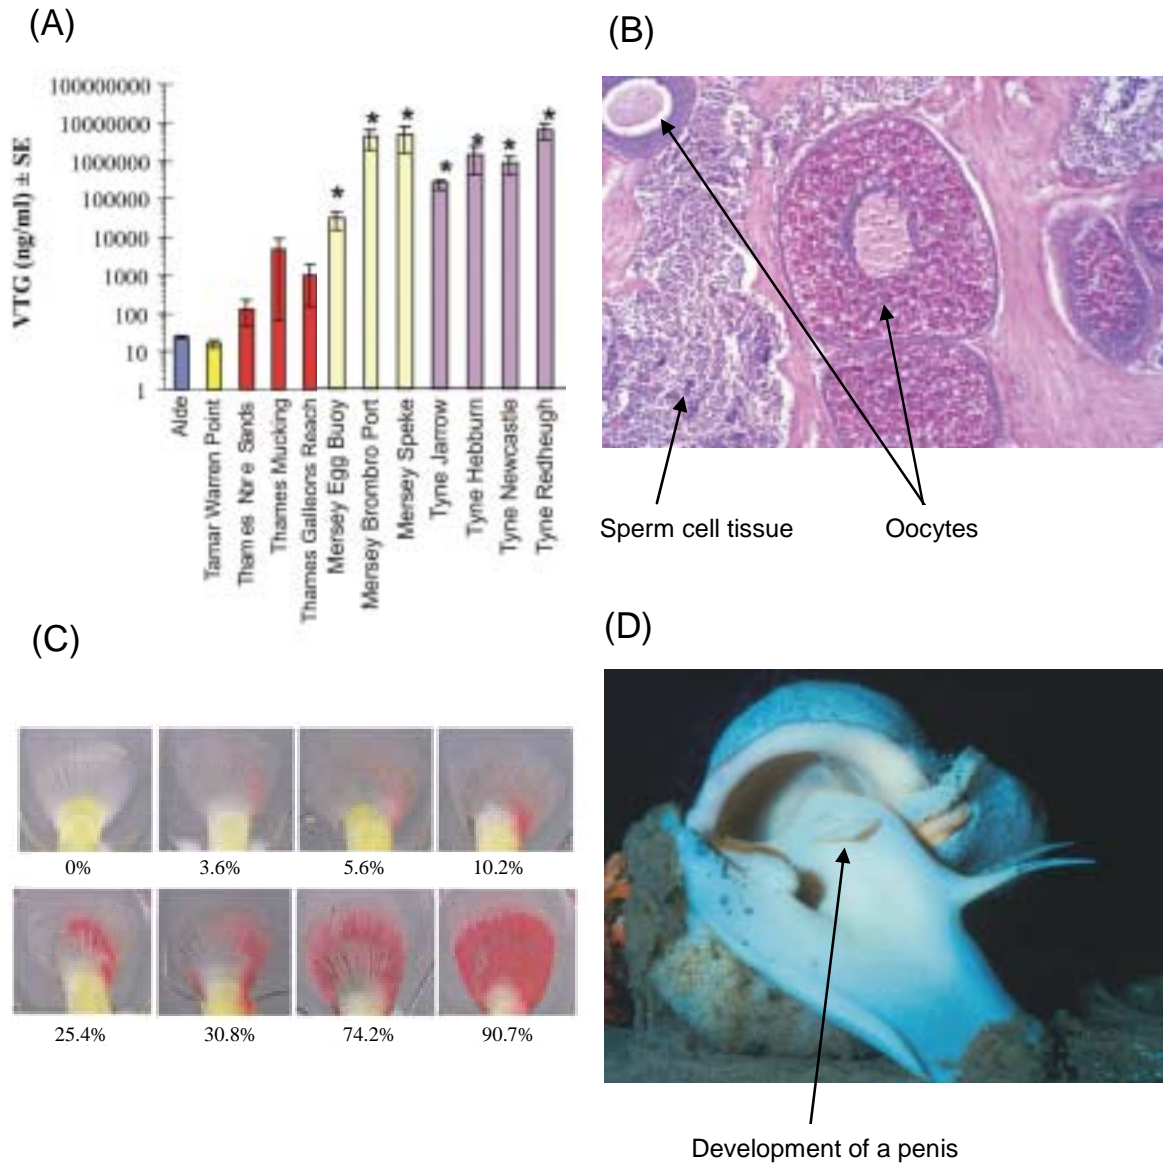 (A)
VTG (ng/ml) ± SE
100000000
10000000
1000000
100000
10000
1000
100
10
1
*
*
*
*
*
*
*
Alde
Tamar Warren Point
Thames Nore Sands
Thames Mucking
Thames Galleons Reach
Mersey Egg Buoy
Mersey Brombro Port
Mersey Speke
Tyne Jarrow
Tyne Hebburn
Tyne Newcastle
Tyne Redheugh
(B)
Sperm cell tissue
Oocytes
(C)
0%
3.6%
5.6%
10.2%
25.4%
30.8%
74.2%
90.7%
(D)
Development of a penis